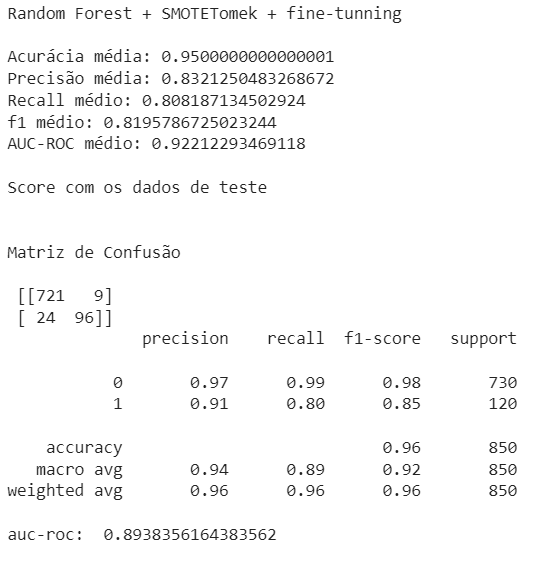 Random Forest + SMOTETomek + fine-tunning
Acurácia média: 0.9500000000000001
Precisão média: 0.8321250483268672
Recall médio: 0.808187134502924
f1 médio: 0.8195786725023244
AUC-ROC médio: 0.92212293469118
Score com os dados de teste
Matriz de Confusão
[[721   9]
[ 24  96]]
precision    recall  f1-score   support
0       0.97      0.99      0.98       730
1       0.91      0.80      0.85       120
accuracy                           0.96       850
macro avg       0.94      0.89      0.92       850
weighted avg       0.96      0.96      0.96       850
auc-roc:  0.8938356164383562